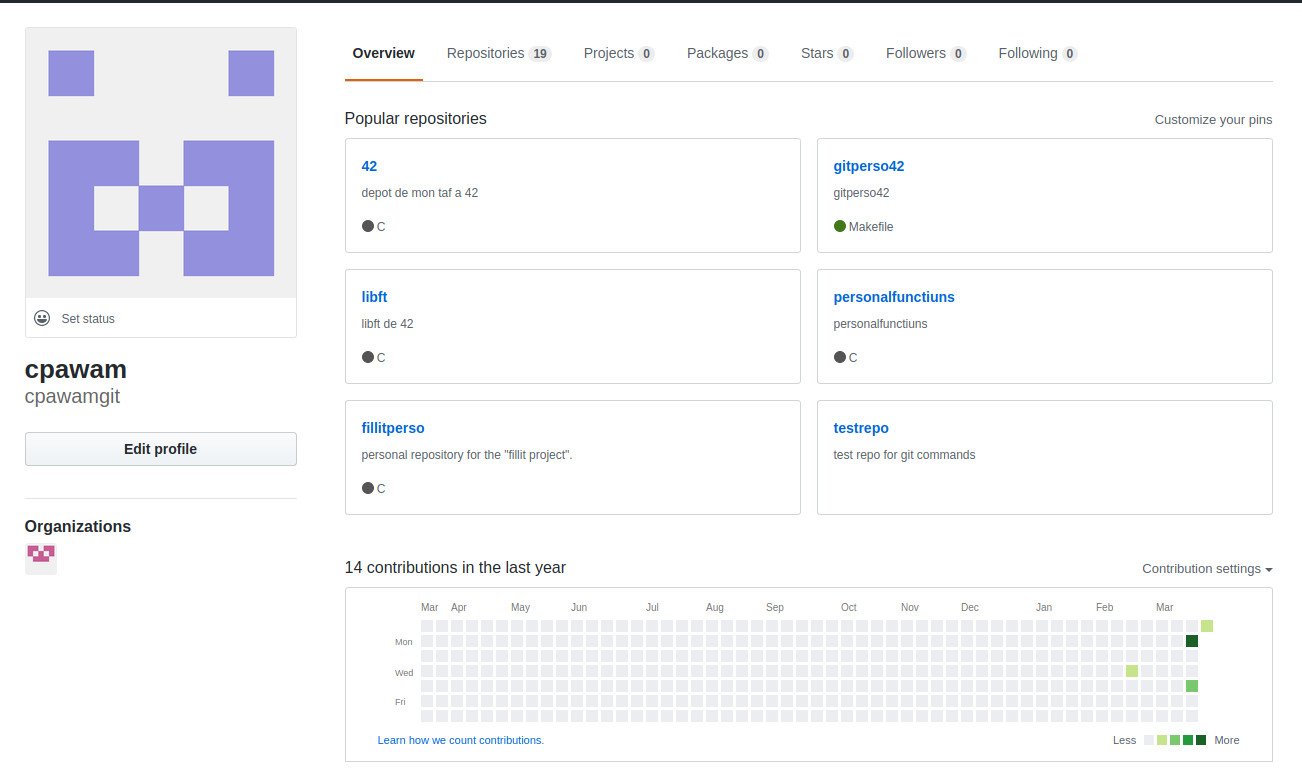 Overview Repositories 19 Projects 0 Packages 0 Stars 0 Followers 0 Following 0
Set status
cpawam
cpawamgit
Edit profile
Organizations
Popular repositories
Customize your pins
42
depot de mon taf a 42
C
gitperso42
gitperso42
Makefile
libft
libft de 42
C
personalfunctiuns
personalfunctiuns
C
fillitperso
personal repository for the "fillit project".
C
testrepo
test repo for git commands
14 contributions in the last year
Contribution settings
Mar Apr May Jun Jul Aug Sep Oct Nov Dec Jan Feb Mar
Mon
Wed
Fri
Learn how we count contributions.
Less More